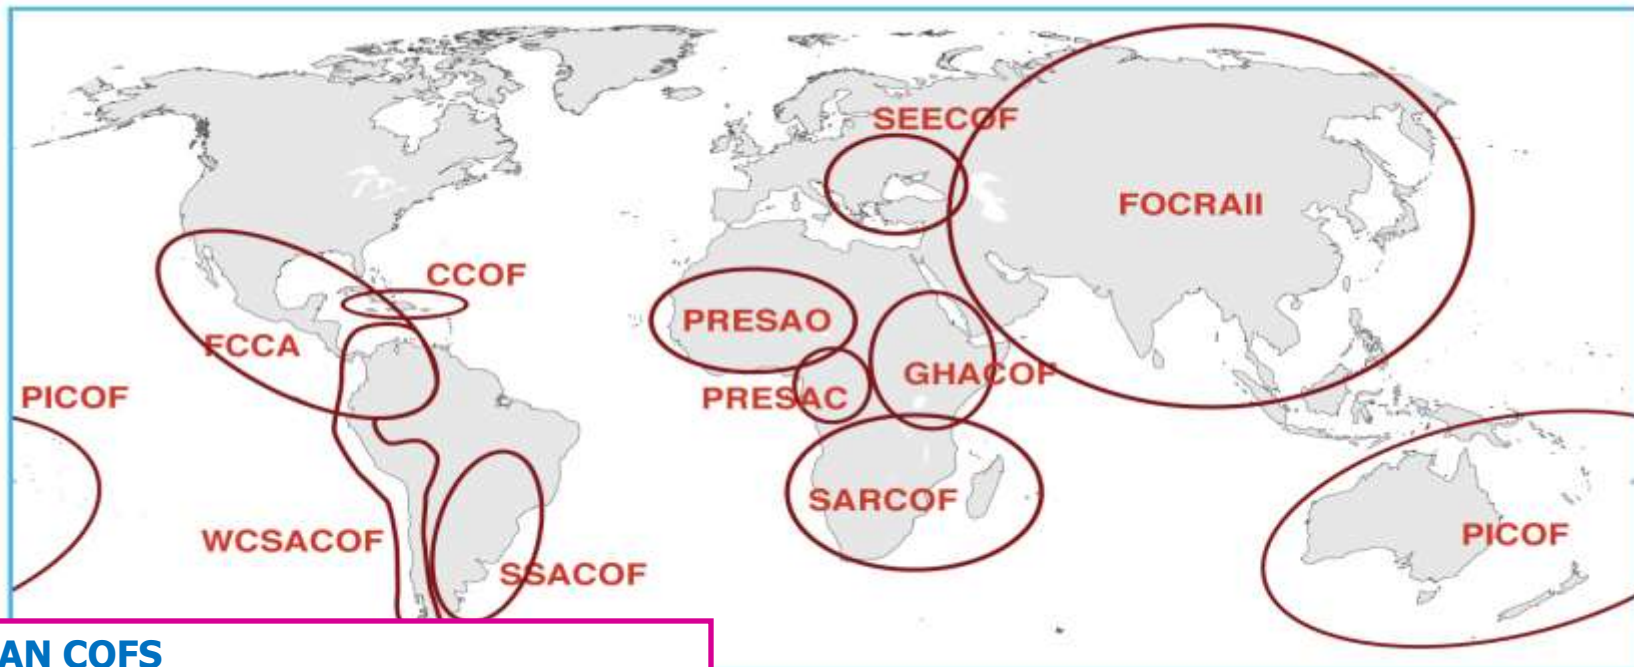 SEECOF
FOCRAII
CCOF
PRESAO
FCCA
GHACOF
PICOF
PRESAC
SARCOF
PICOF
WCSACOF
SSACOF
AN COFS